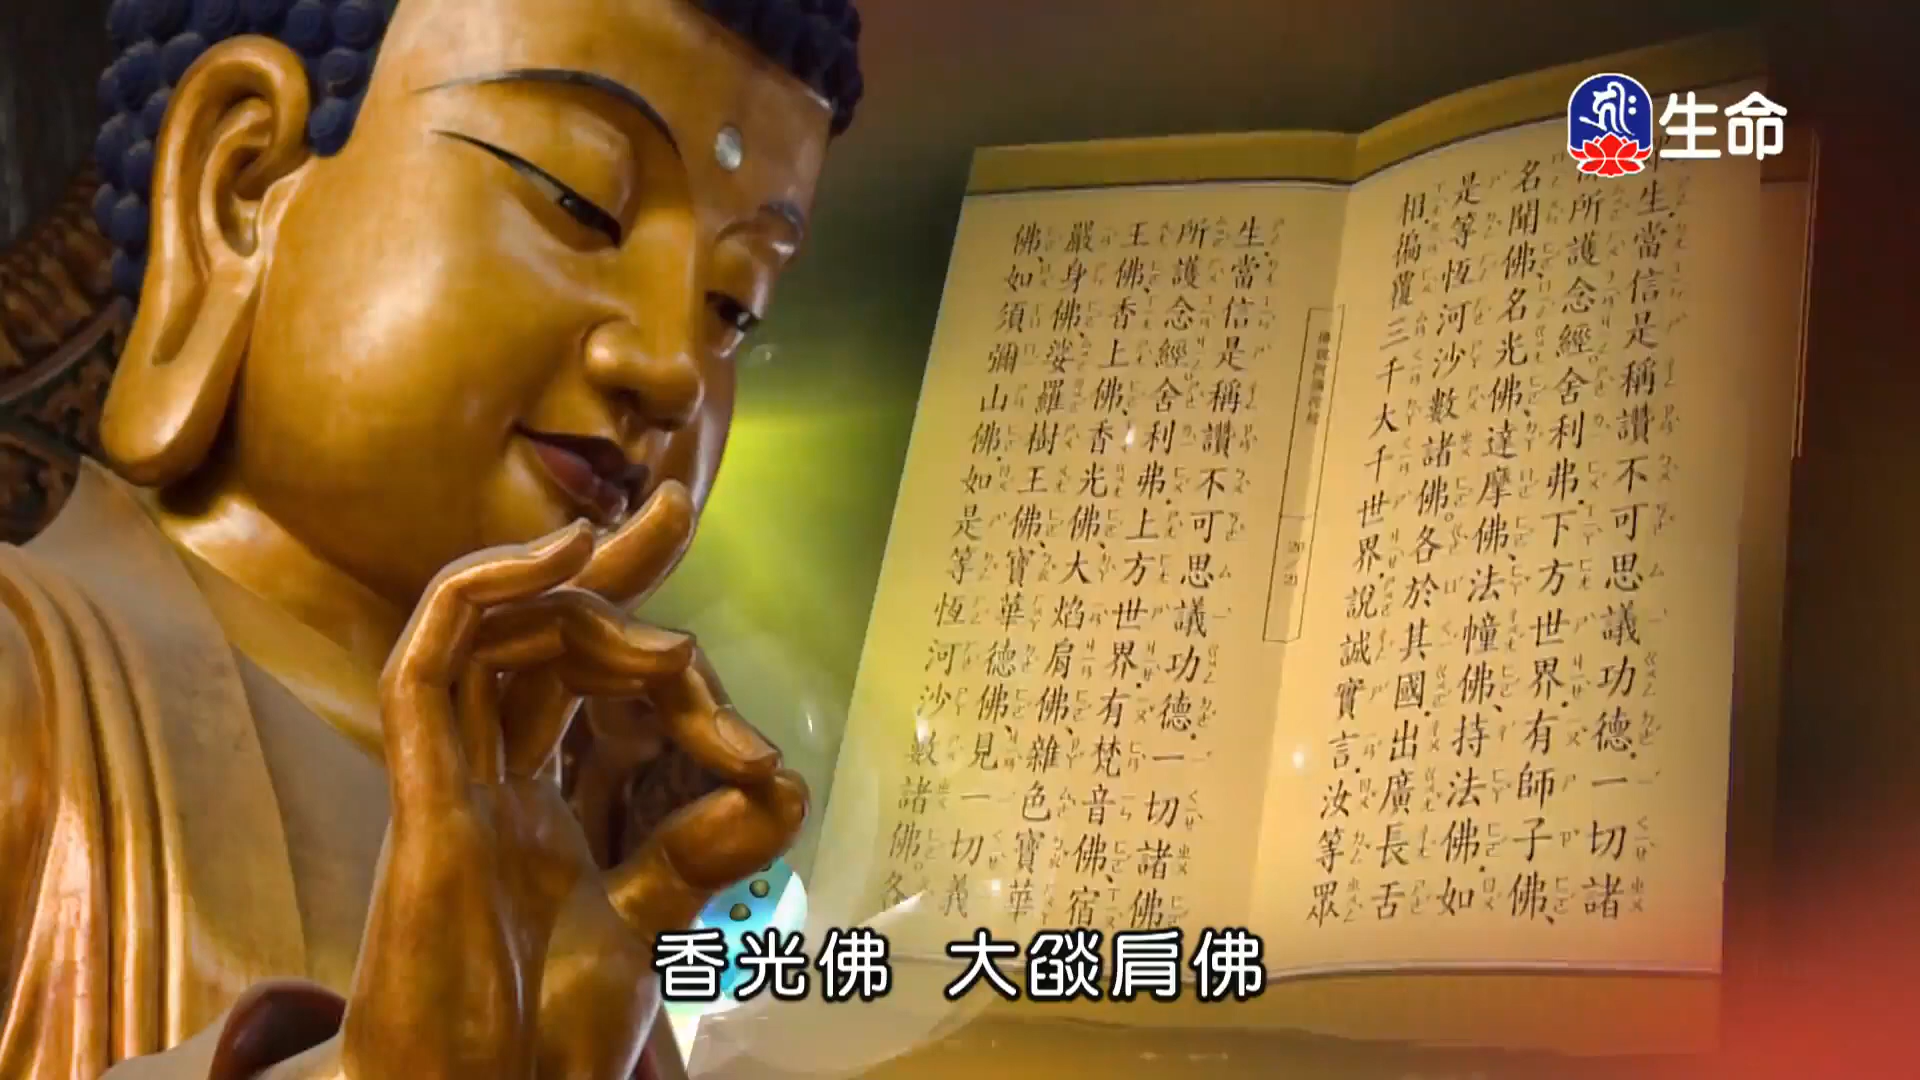 生命
生.當信是稱讚不可思議功德.一切諸
所護念經舍利弗.下方世界.有師子佛、
名聞佛、名光佛、達摩佛、法幢佛、持法佛.如
是等恆河沙數諸佛。各於其國.出廣長舌
相.徧覆三千大千世界.說誠實言.汝等眾
生.當信是稱讚不可思議功德.一切諸佛
所護念經舍利弗.上方世界.有梵音佛、宿
王佛、香上佛、香光佛、大焰肩佛、雜色寶華
嚴身佛、娑羅樹王佛、寶華德佛、見一切義
佛、如須彌山佛.如是等恆河沙數諸佛。各
香光佛 大燄肩佛